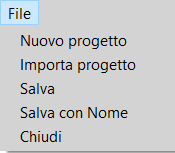 File
Nuovo progetto
Importa progetto
Salva
Salva con Nome
Chiudi